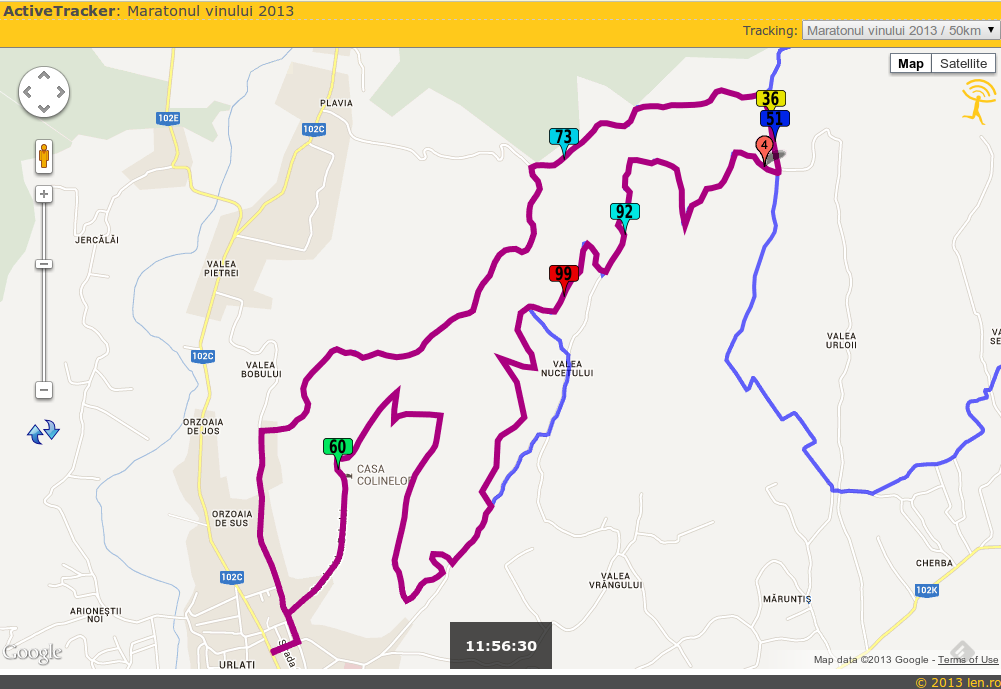 ActiveTracker: Maratonul vinului 2013
Tracking: Maratonul vinului 2013 / 50km
Map Satellite
36
51
4
PLAVIA
102E
102C
73
92
99
JERCĂLĂI
VALEA
PIETREI
VALEA
URLOII
102C
VALEA
BOBULUI
VALEA
NUCETULUI
ORZOAIA
DE JOS
60
CASA
COLINELOR
ORZOAIA
DE SUS
102C
CHERBA
VALEA
VRÂNGULUI
102K
MĂRUNȚIȘ
ARIONEȘTII
NOI
11:56:30
Google
URLAȚI
Map data ©2013 Google - Terms of Use
© 2013 len.ro